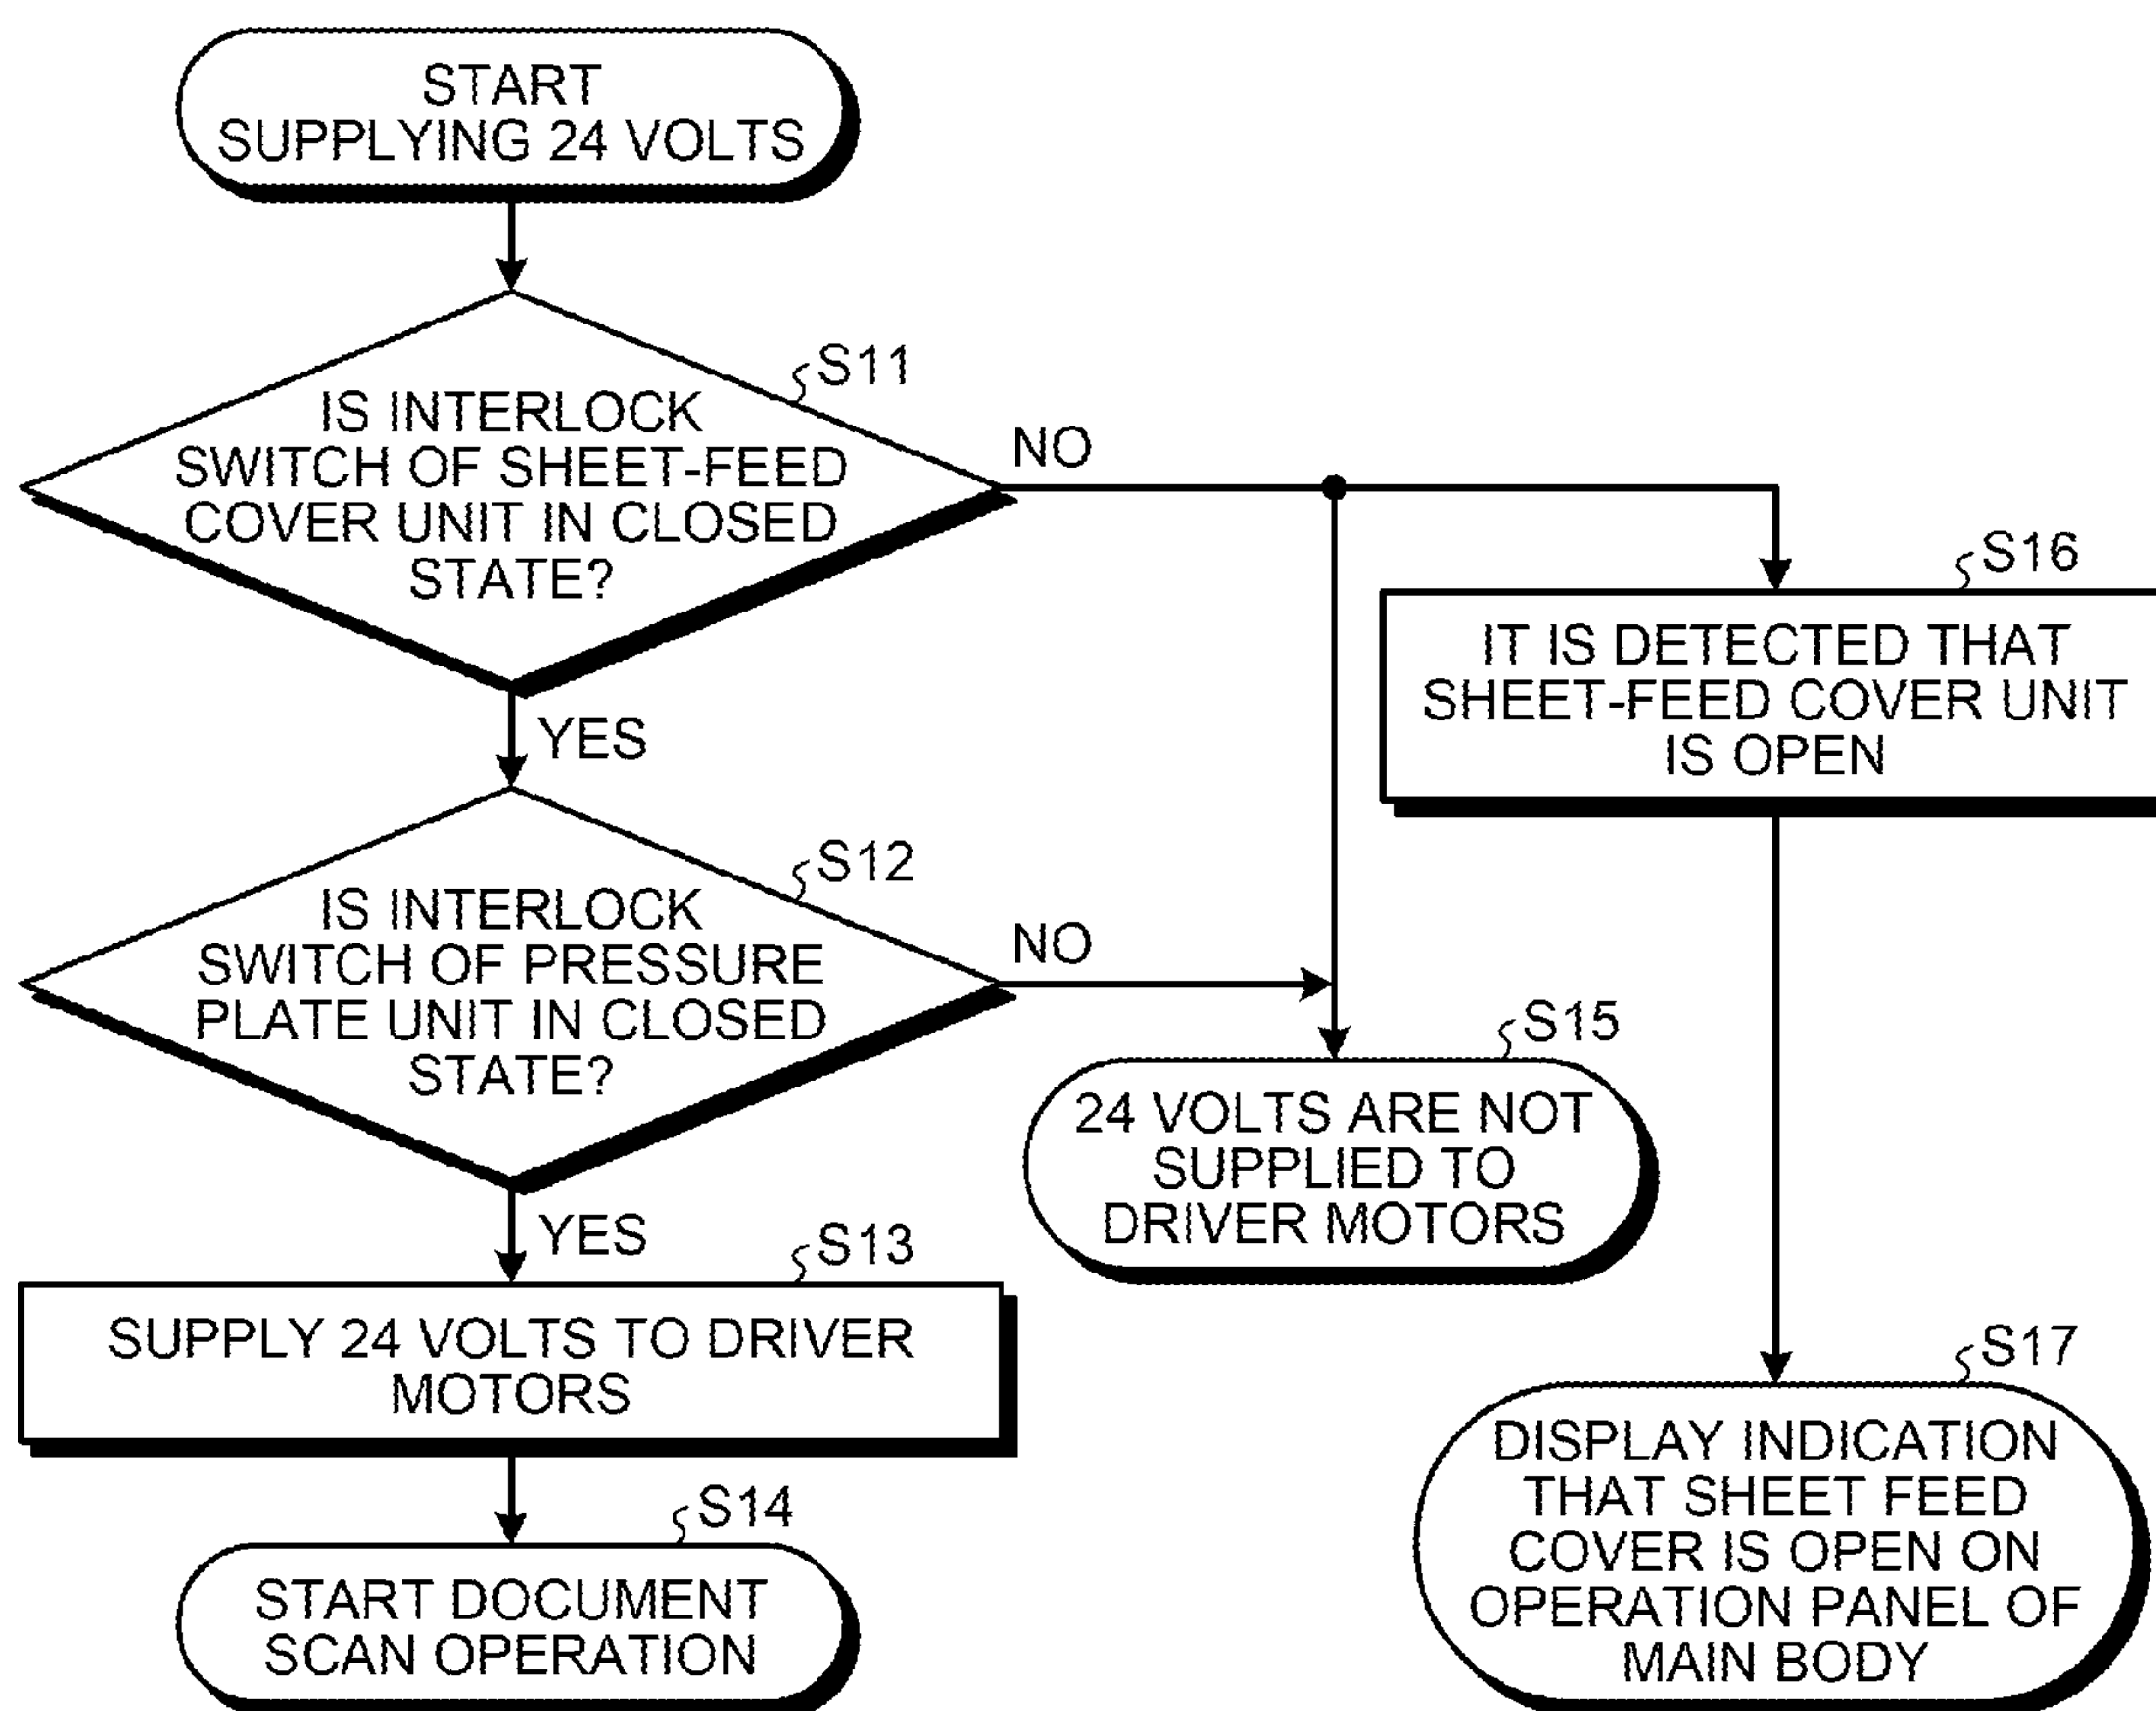 START
SUPPLYING 24 VOLTS
S11
IS INTERLOCK
SWITCH OF SHEET-FEED
COVER UNIT IN CLOSED
STATE?
NO
YES
S16
IT IS DETECTED THAT
SHEET-FEED COVER UNIT
IS OPEN
S12
IS INTERLOCK
SWITCH OF PRESSURE
PLATE UNIT IN CLOSED
STATE?
NO
YES
S15
24 VOLTS ARE NOT
SUPPLIED TO
DRIVER MOTORS
S13
SUPPLY 24 VOLTS TO DRIVER
MOTORS
S17
DISPLAY INDICATION
THAT SHEET FEED
COVER IS OPEN ON
OPERATION PANEL OF
MAIN BODY
S14
START DOCUMENT
SCAN OPERATION